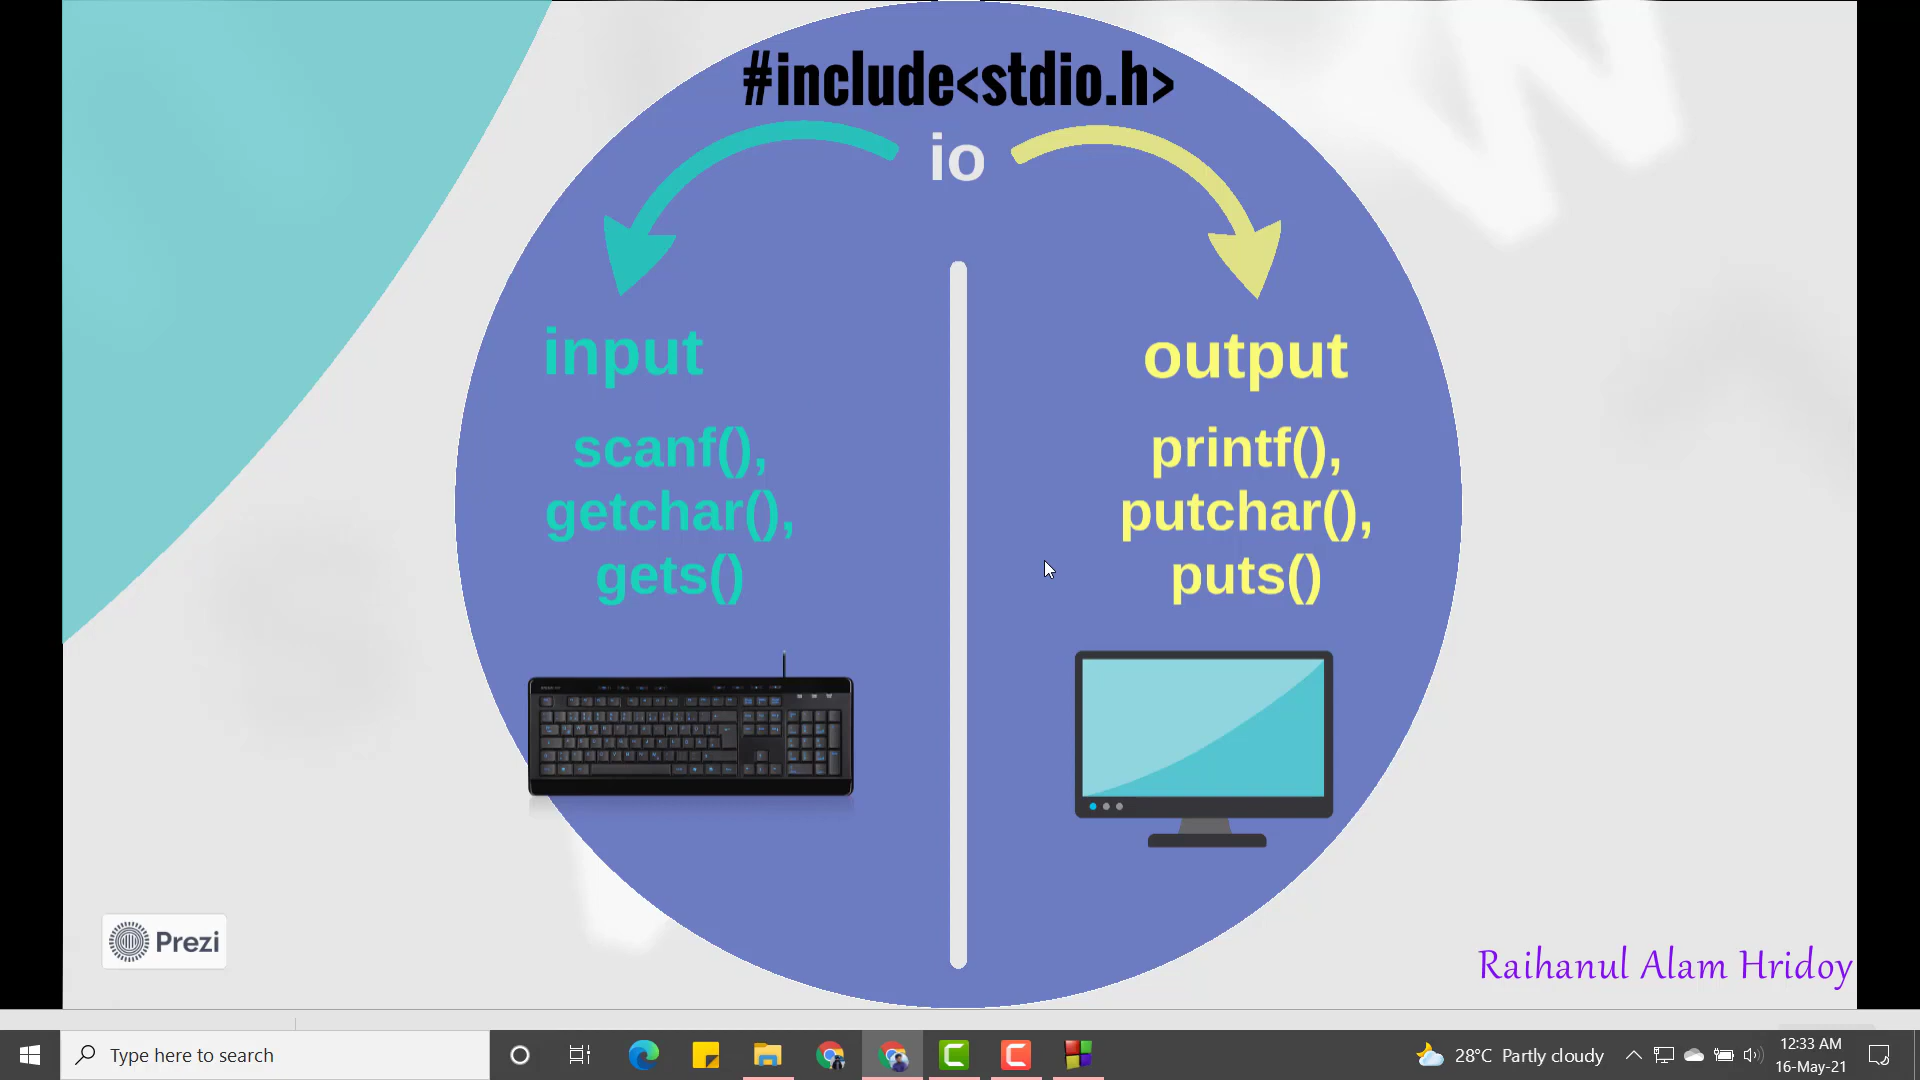 #include<stdio.h>
io
input
output
scanf(),
getchar(),
gets()
printf(),
putchar(),
puts()
Prezi
Raihanul Alam Hridoy
Type here to search
28°C Partly cloudy
12:33 AM
16-May-21